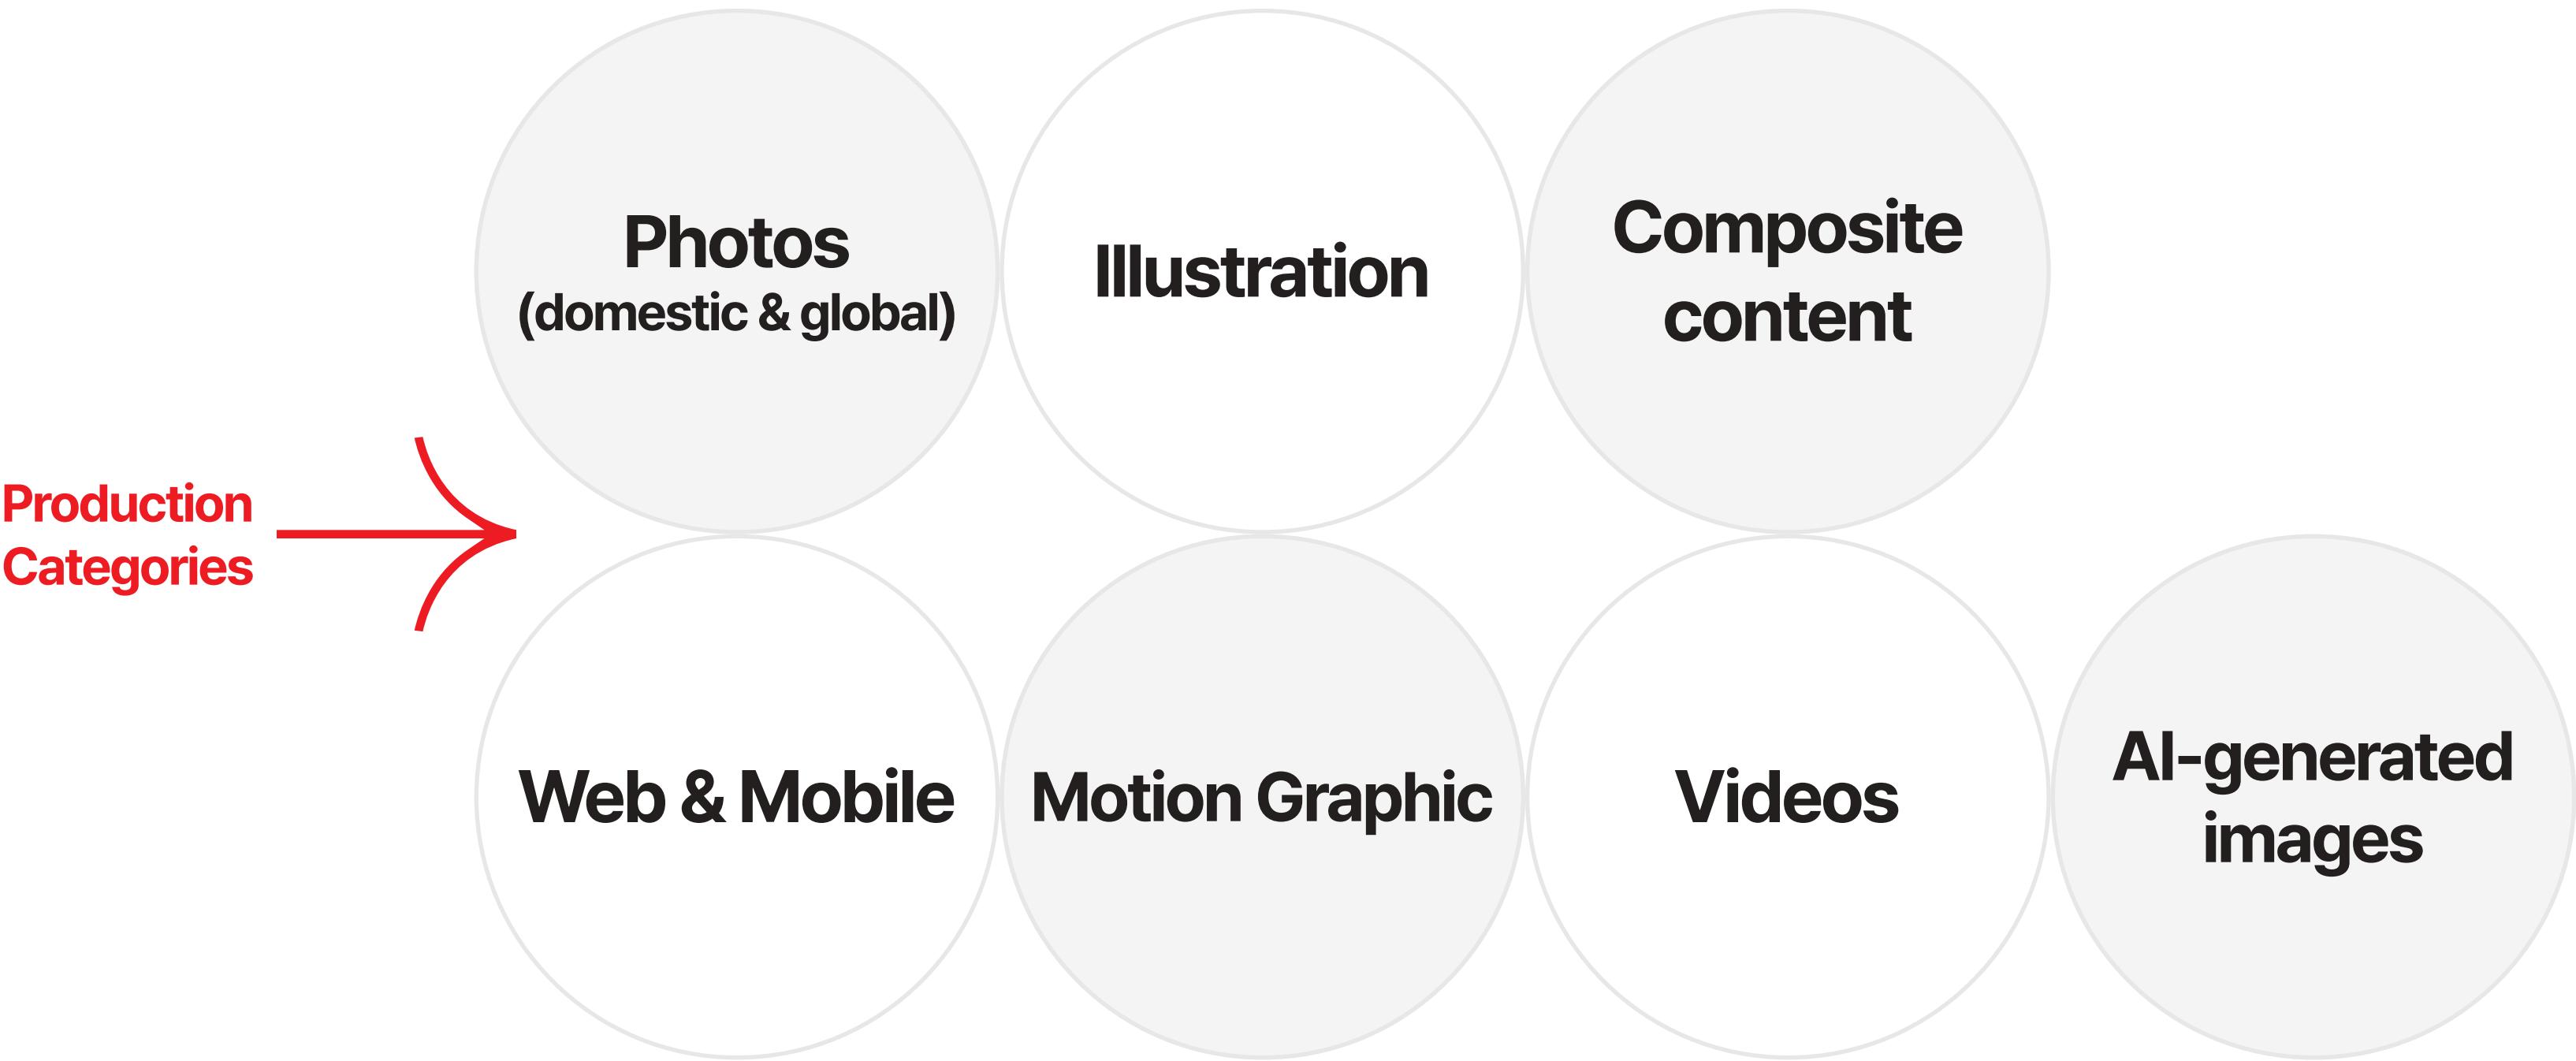 Production
Categories
Photos
(domestic & global)
Illustration
Composite
content
Web & Mobile
Motion Graphic
Videos
AI-generated
images